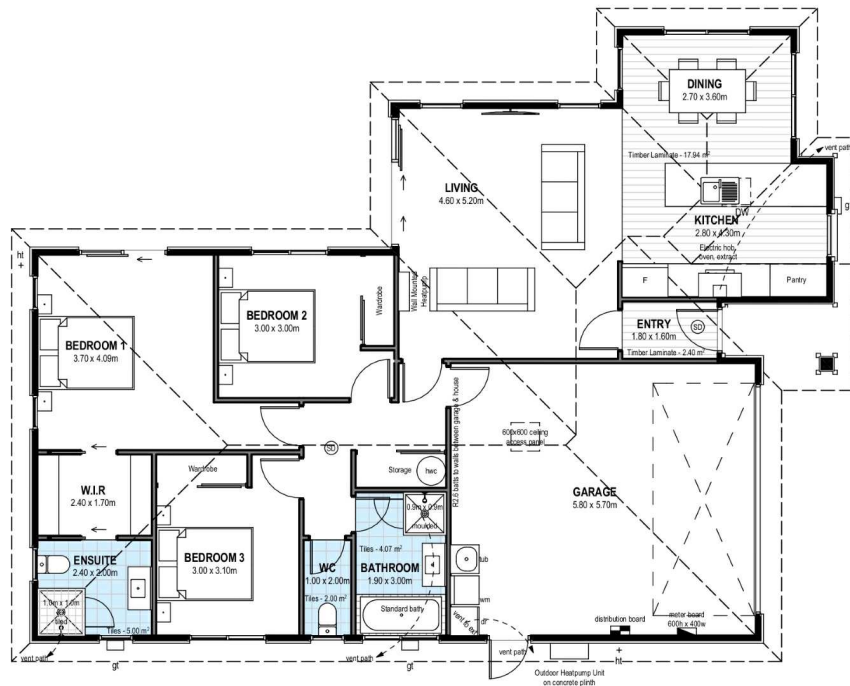 DINING
2.70 x 3.60m
vent path
Timber Laminate - 17.94 m²
LIVING
4.60 x 5.20m
DW
g
KITCHEN
2.80 x 4.30m
Electric hob,
oven, extract
ht
+
F
Pantry
Wall Mounted
Heatpump
Wardrobe
BEDROOM 2
3.00 x 3.00m
ENTRY
1.80 x 1.60m
SD
Timber Laminate - 2.40 m²
BEDROOM 1
3.70 x 4.09m
R2.6 batts to walls between garage & house
600x600 ceiling
access panel
SD
Wardrobe
Storage
hwc
W.I.R
2.40 x 1.70m
GARAGE
5.80 x 5.70m
0.9m x 0.9m
moulded
Tiles - 4.07 m²
ENSUITE
2.40 x 2.00m
BEDROOM 3
3.00 x 3.10m
WC
1.00 x 2.00m
BATHROOM
1.90 x 3.00m
tub
1.0m x 1.0m
tiled
Tiles - 2.00 m²
wm
Standard bath
Tiles - 5.00 m²
vent to ext
distribution board
meter board
600h x 400w
vent path
gt
vent path
gt
vent path
+
ht
Outdoor Heatpump Unit
on concrete plinth